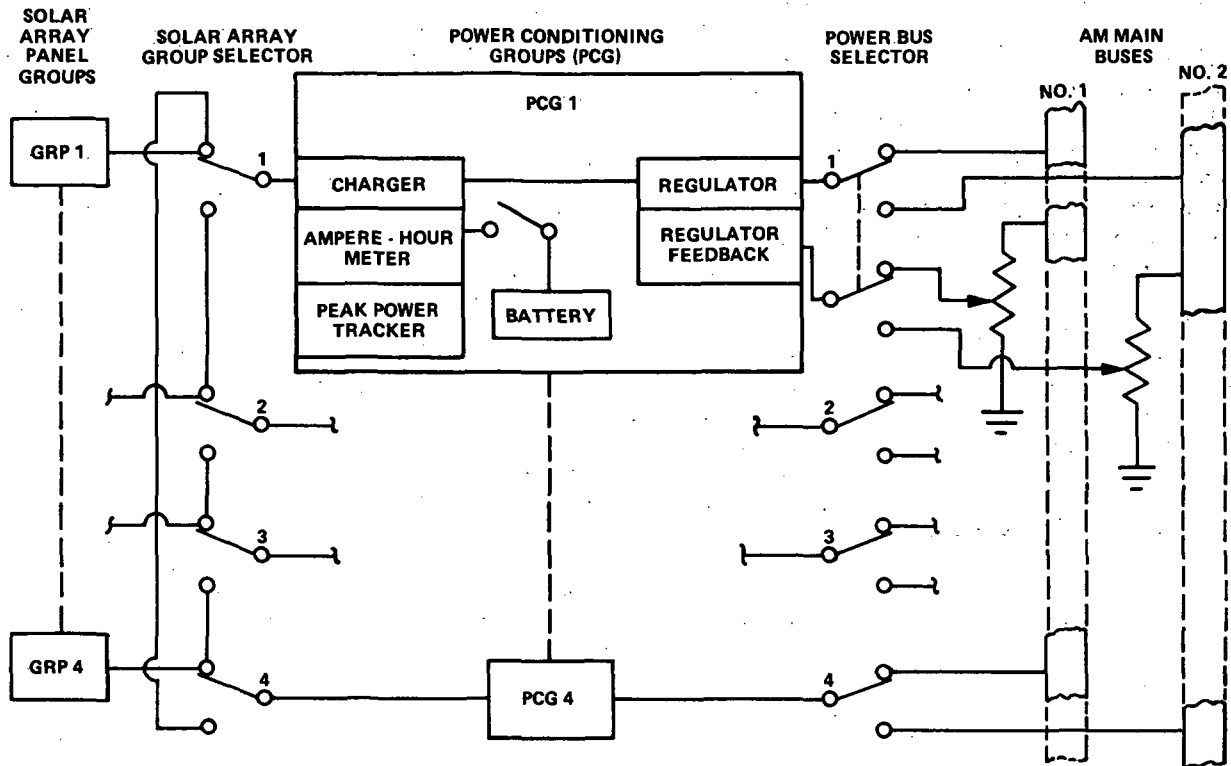 SOLAR
ARRAY
PANEL
GROUPS
SOLAR ARRAY
GROUP SELECTOR
POWER CONDITIONING
GROUPS (PCG)
POWER BUS
SELECTOR
AM MAIN
BUSES
NO. 1
NO. 2
PCG 1
GRP 1
1
CHARGER
REGULATOR
1
AMPERE - HOUR
METER
REGULATOR
FEEDBACK
PEAK POWER
TRACKER
BATTERY
2
2
3
3
GRP 4
4
PCG 4
4